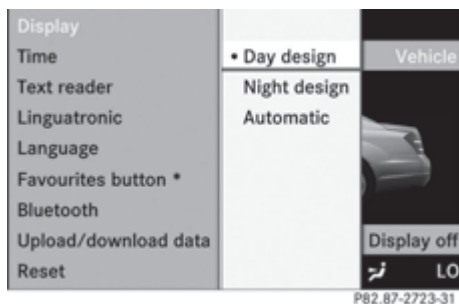 Display
Time
Text reader
Linguatronic
Language
Favourites button *
Bluetooth
Upload/download data
Reset
• Day design
Night design
Automatic
Vehicle
Display off
LO
P82.87-2723-31